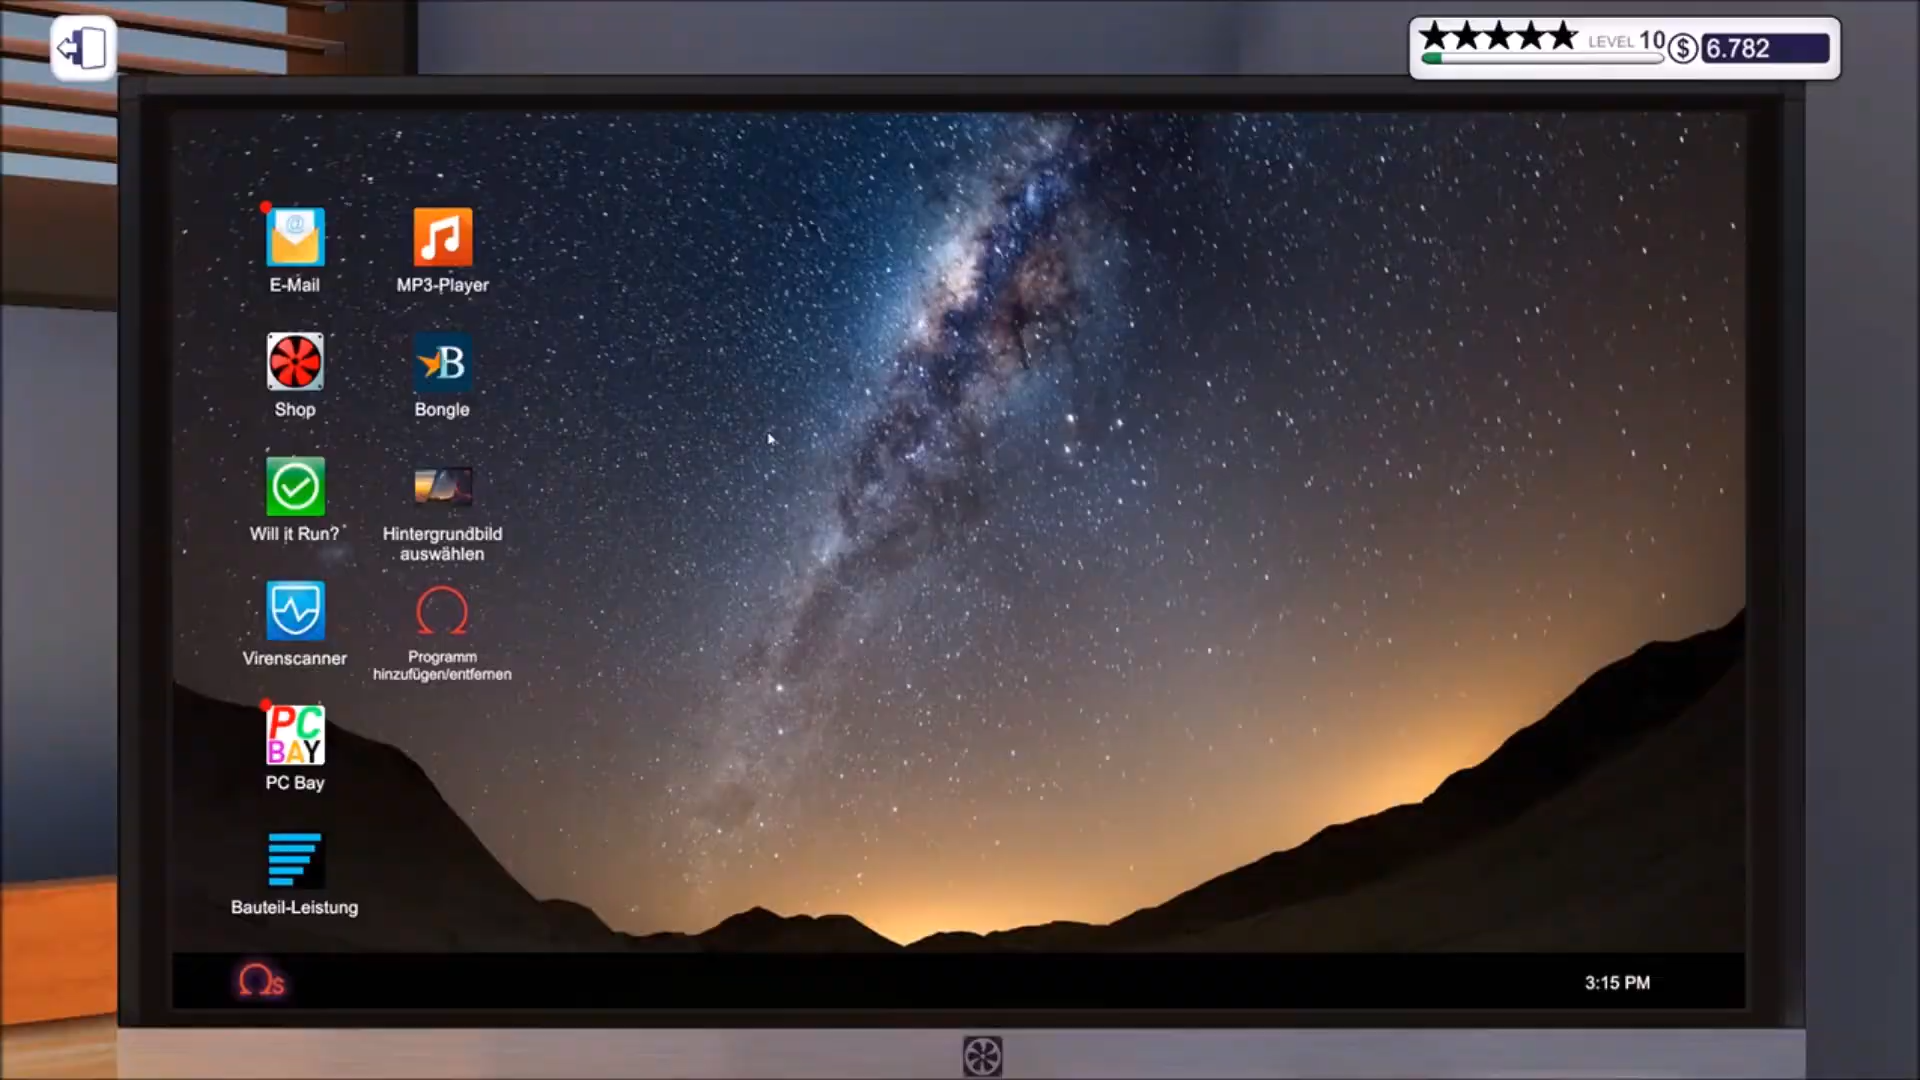 LEVEL 10
$ 6.782
@
E-Mail
MP3-Player
B
Shop
Bongle
Will it Run?
Hintergrundbild
auswählen
Virenscanner
Programm
hinzufügen/entfernen
PC
BAY
PC Bay
Bauteil-Leistung
Ωs
3:15 PM